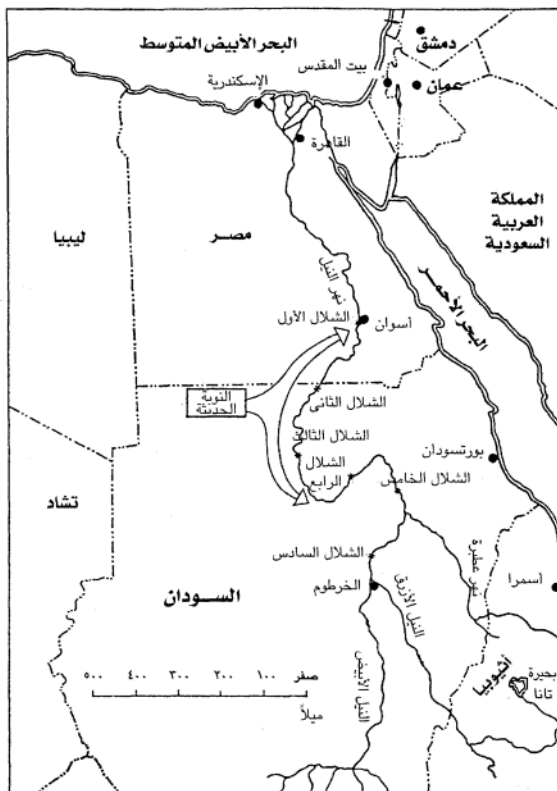 البحر الأبيض المتوسط
دمشق
بيت المقدس
عمان
الإسكندرية
القاهرة
المملكة
العربية
السعودية
ليبيا
مصر
نهر النيل
البحر الأحمر
الشلال الأول
أسوان
النوبة
الحديثة
الشلال الثانى
الشلال الثالث
بورتسودان
الشلال
الرابع
الشلال الخامس
تشاد
نهر عطبرة
الشلال السادس
أسمرا
السودان
الخرطوم
النيل الأزرق
أثيوبيا
بحيرة
تانا
النيل الأبيض
صفر ١٠٠ ٢٠٠ ٣٠٠ ٤٠٠ ٥٠٠
ميلاً